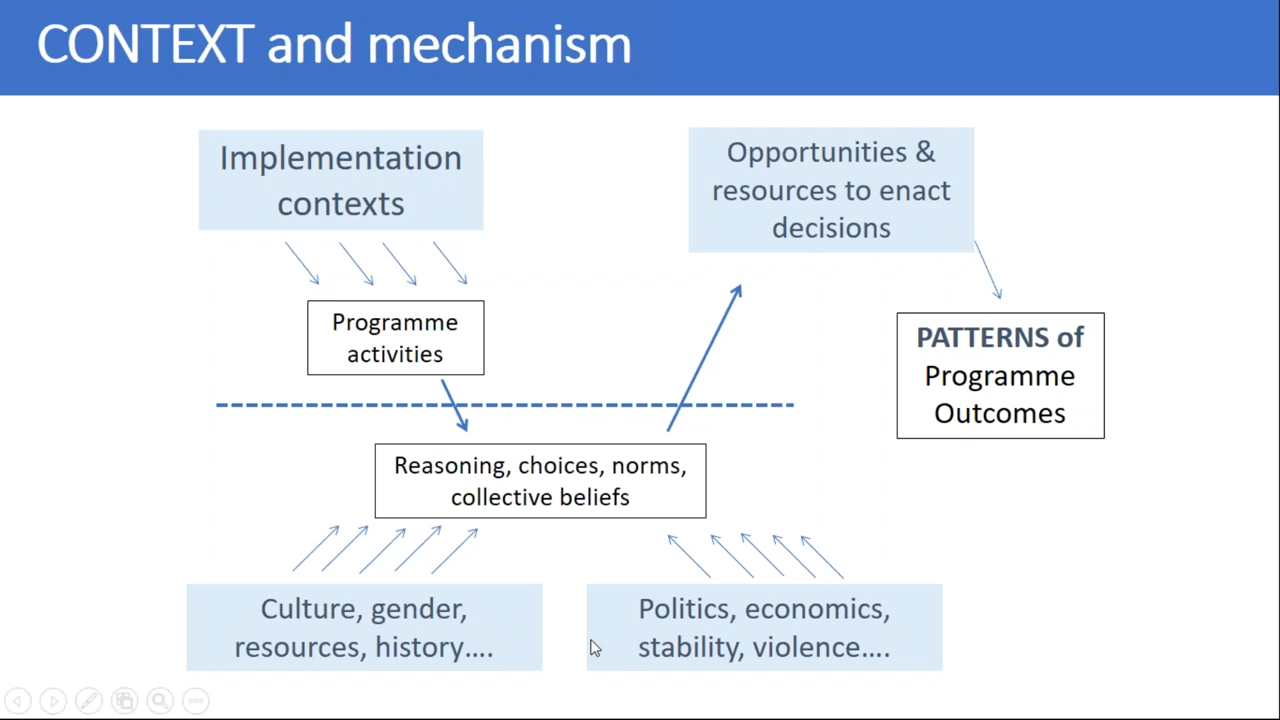 CONTEXT and mechanism
Implementation
contexts
Opportunities &
resources to enact
decisions
Programme
activities
PATTERNS of
Programme
Outcomes
Reasoning, choices, norms,
collective beliefs
Culture, gender,
resources, history....
Politics, economics,
stability, violence....